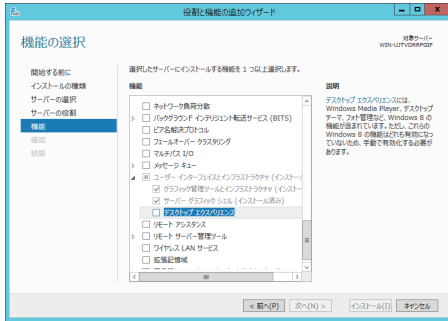 役割と機能の追加ウィザード
機能の選択
対象サーバー
WIN-UJTVDRRPGIF
開始する前に
インストールの種類
サーバーの選択
サーバーの役割
機能
確認
結果
選択したサーバーにインストールする機能を 1 つ以上選択します。
機能
ネットワーク負荷分散
バックグラウンド インテリジェント転送サービス (BITS)
ピア名解決プロトコル
フェールオーバー クラスタリング
マルチパス I/O
メッセージ キュー
ユーザー インターフェイスとインフラストラクチャ (インストール
グラフィック管理ツールとインフラストラクチャ (インストー
サーバー グラフィック シェル (インストール済み)
デスクトップ エクスペリエンス
リモート アシスタンス
リモート サーバー管理ツール
ワイヤレス LAN サービス
拡張記憶域
説明
デスクトップ エクスペリエンスには、
Windows Media Player、デスクトップ
テーマ、フォト管理など、Windows 8 の
機能が含まれています。ただし、これらの
Windows 8 の機能はどれも有効になっ
ていないため、手動で有効化する必要が
あります。
< 前へ(P)
次へ(N) >
インストール(I)
キャンセル